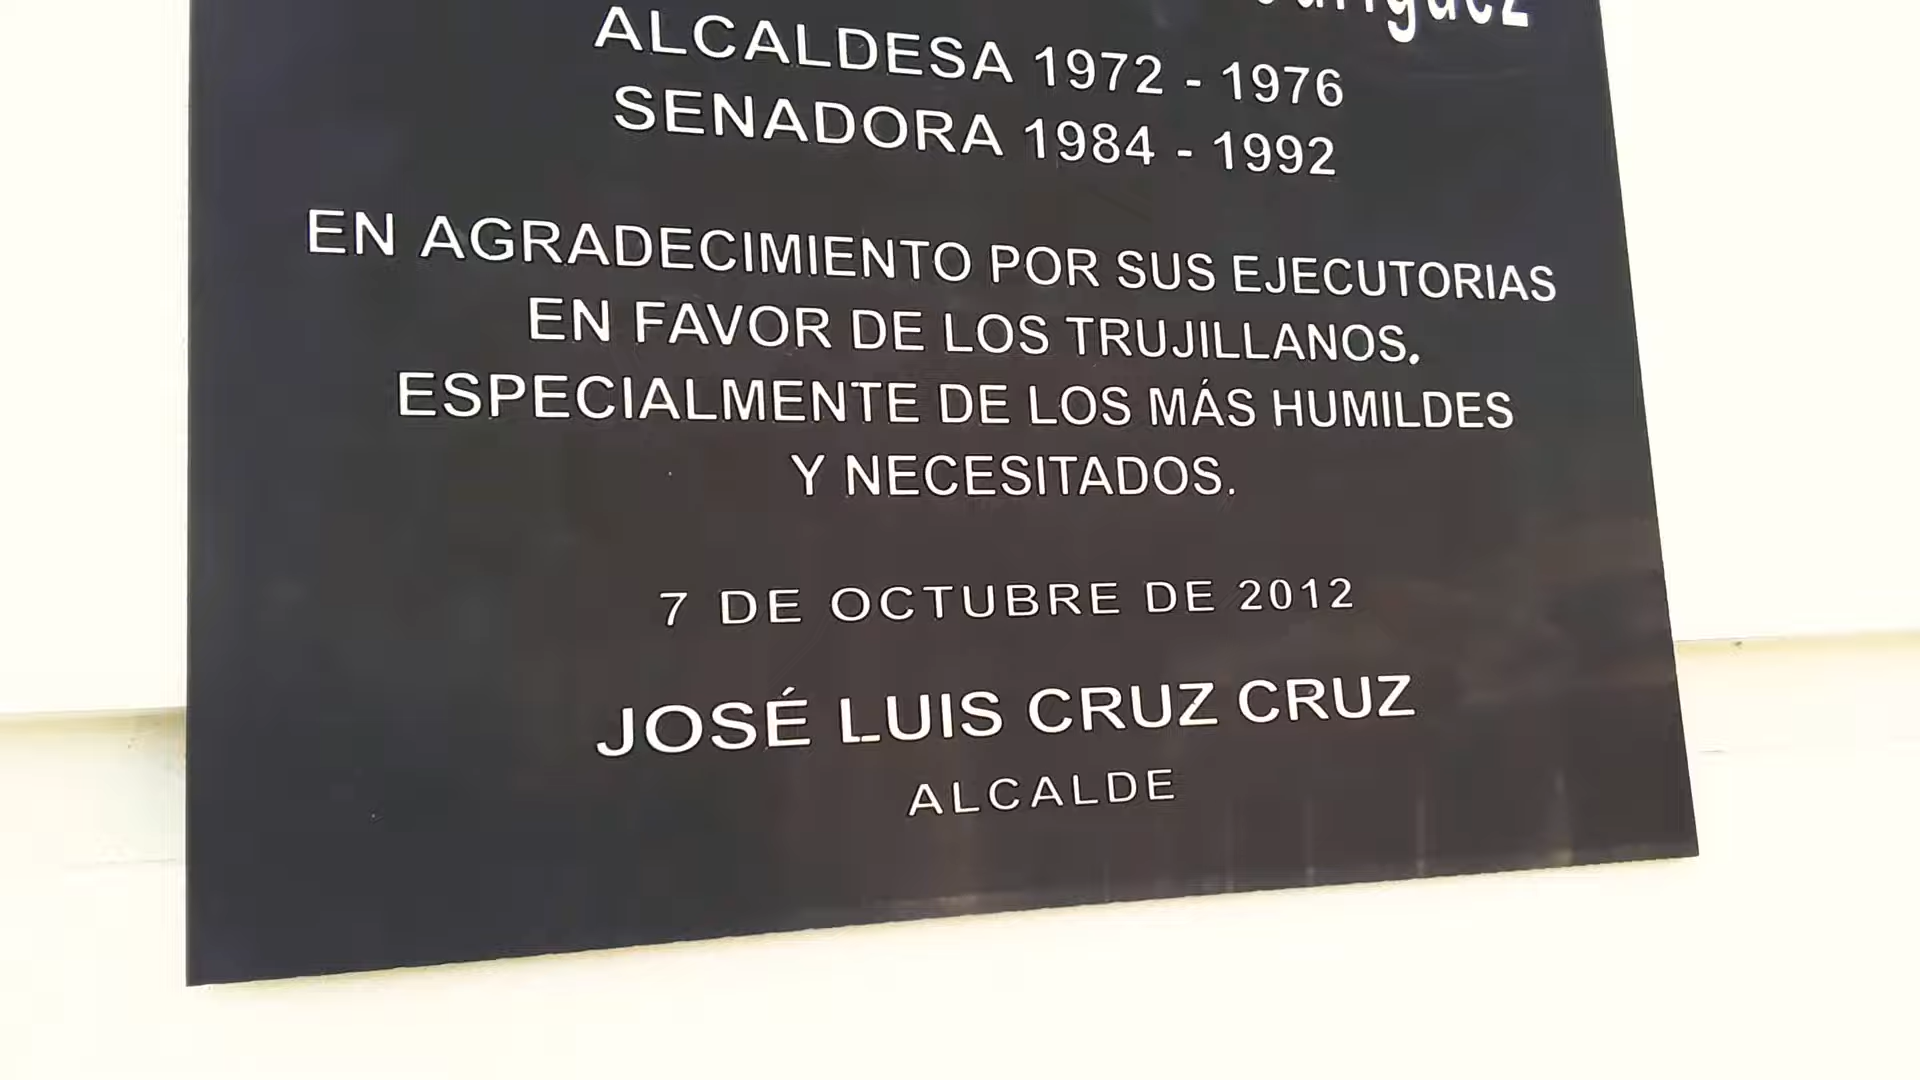 ALCALDESA 1972 - 1976
SENADORA 1984 - 1992
EN AGRADECIMIENTO POR SUS EJECUTORIAS
EN FAVOR DE LOS TRUJILLANOS.
ESPECIALMENTE DE LOS MÁS HUMILDES
Y NECESITADOS.
7 DE OCTUBRE DE 2012
JOSÉ LUIS CRUZ CRUZ
ALCALDE